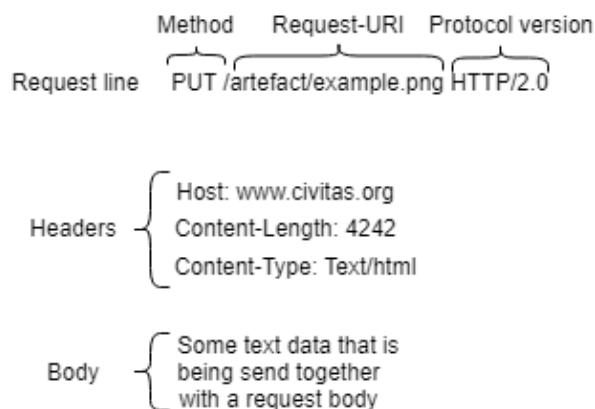 Method Request-URI Protocol version
Request line PUT /artefact/example.png HTTP/2.0
Host: www.civitas.org
Headers Content-Length: 4242
Content-Type: Text/html
Some text data that is
Body being send together
with a request body